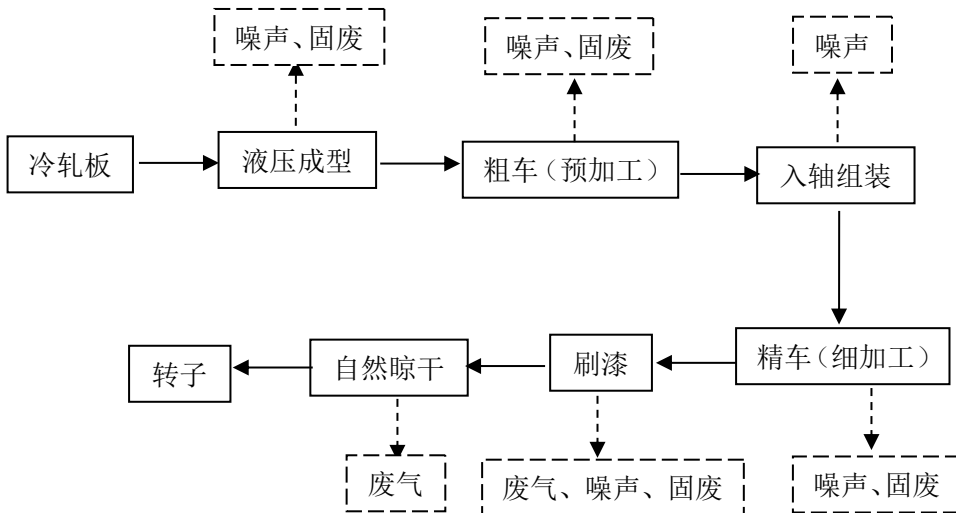 噪声、固废
噪声、固废
噪声
冷轧板
液压成型
粗车（预加工）
入轴组装
转子
自然晾干
刷漆
精车（细加工）
废气
废气、噪声、固废
噪声、固废